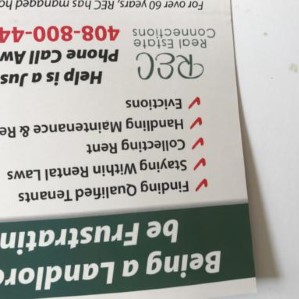 Being a Landlord
be Frustratin
Finding Qualified Tenants
Staying Within Rental Laws
Collecting Rent
Handling Maintenance & Re
Evictions
REC
Real Estate
Connections
Help is a Jus
Phone Call Aw
408-800-44
For over 60 years, REC has managed ho